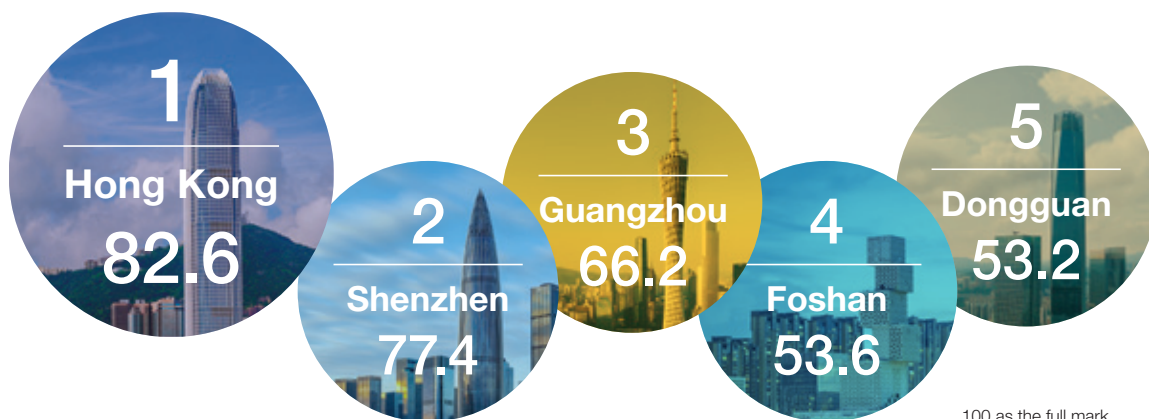 1
Hong Kong
82.6
2
Shenzhen
77.4
3
Guangzhou
66.2
4
Foshan
53.6
5
Dongguan
53.2
100 as the full mark